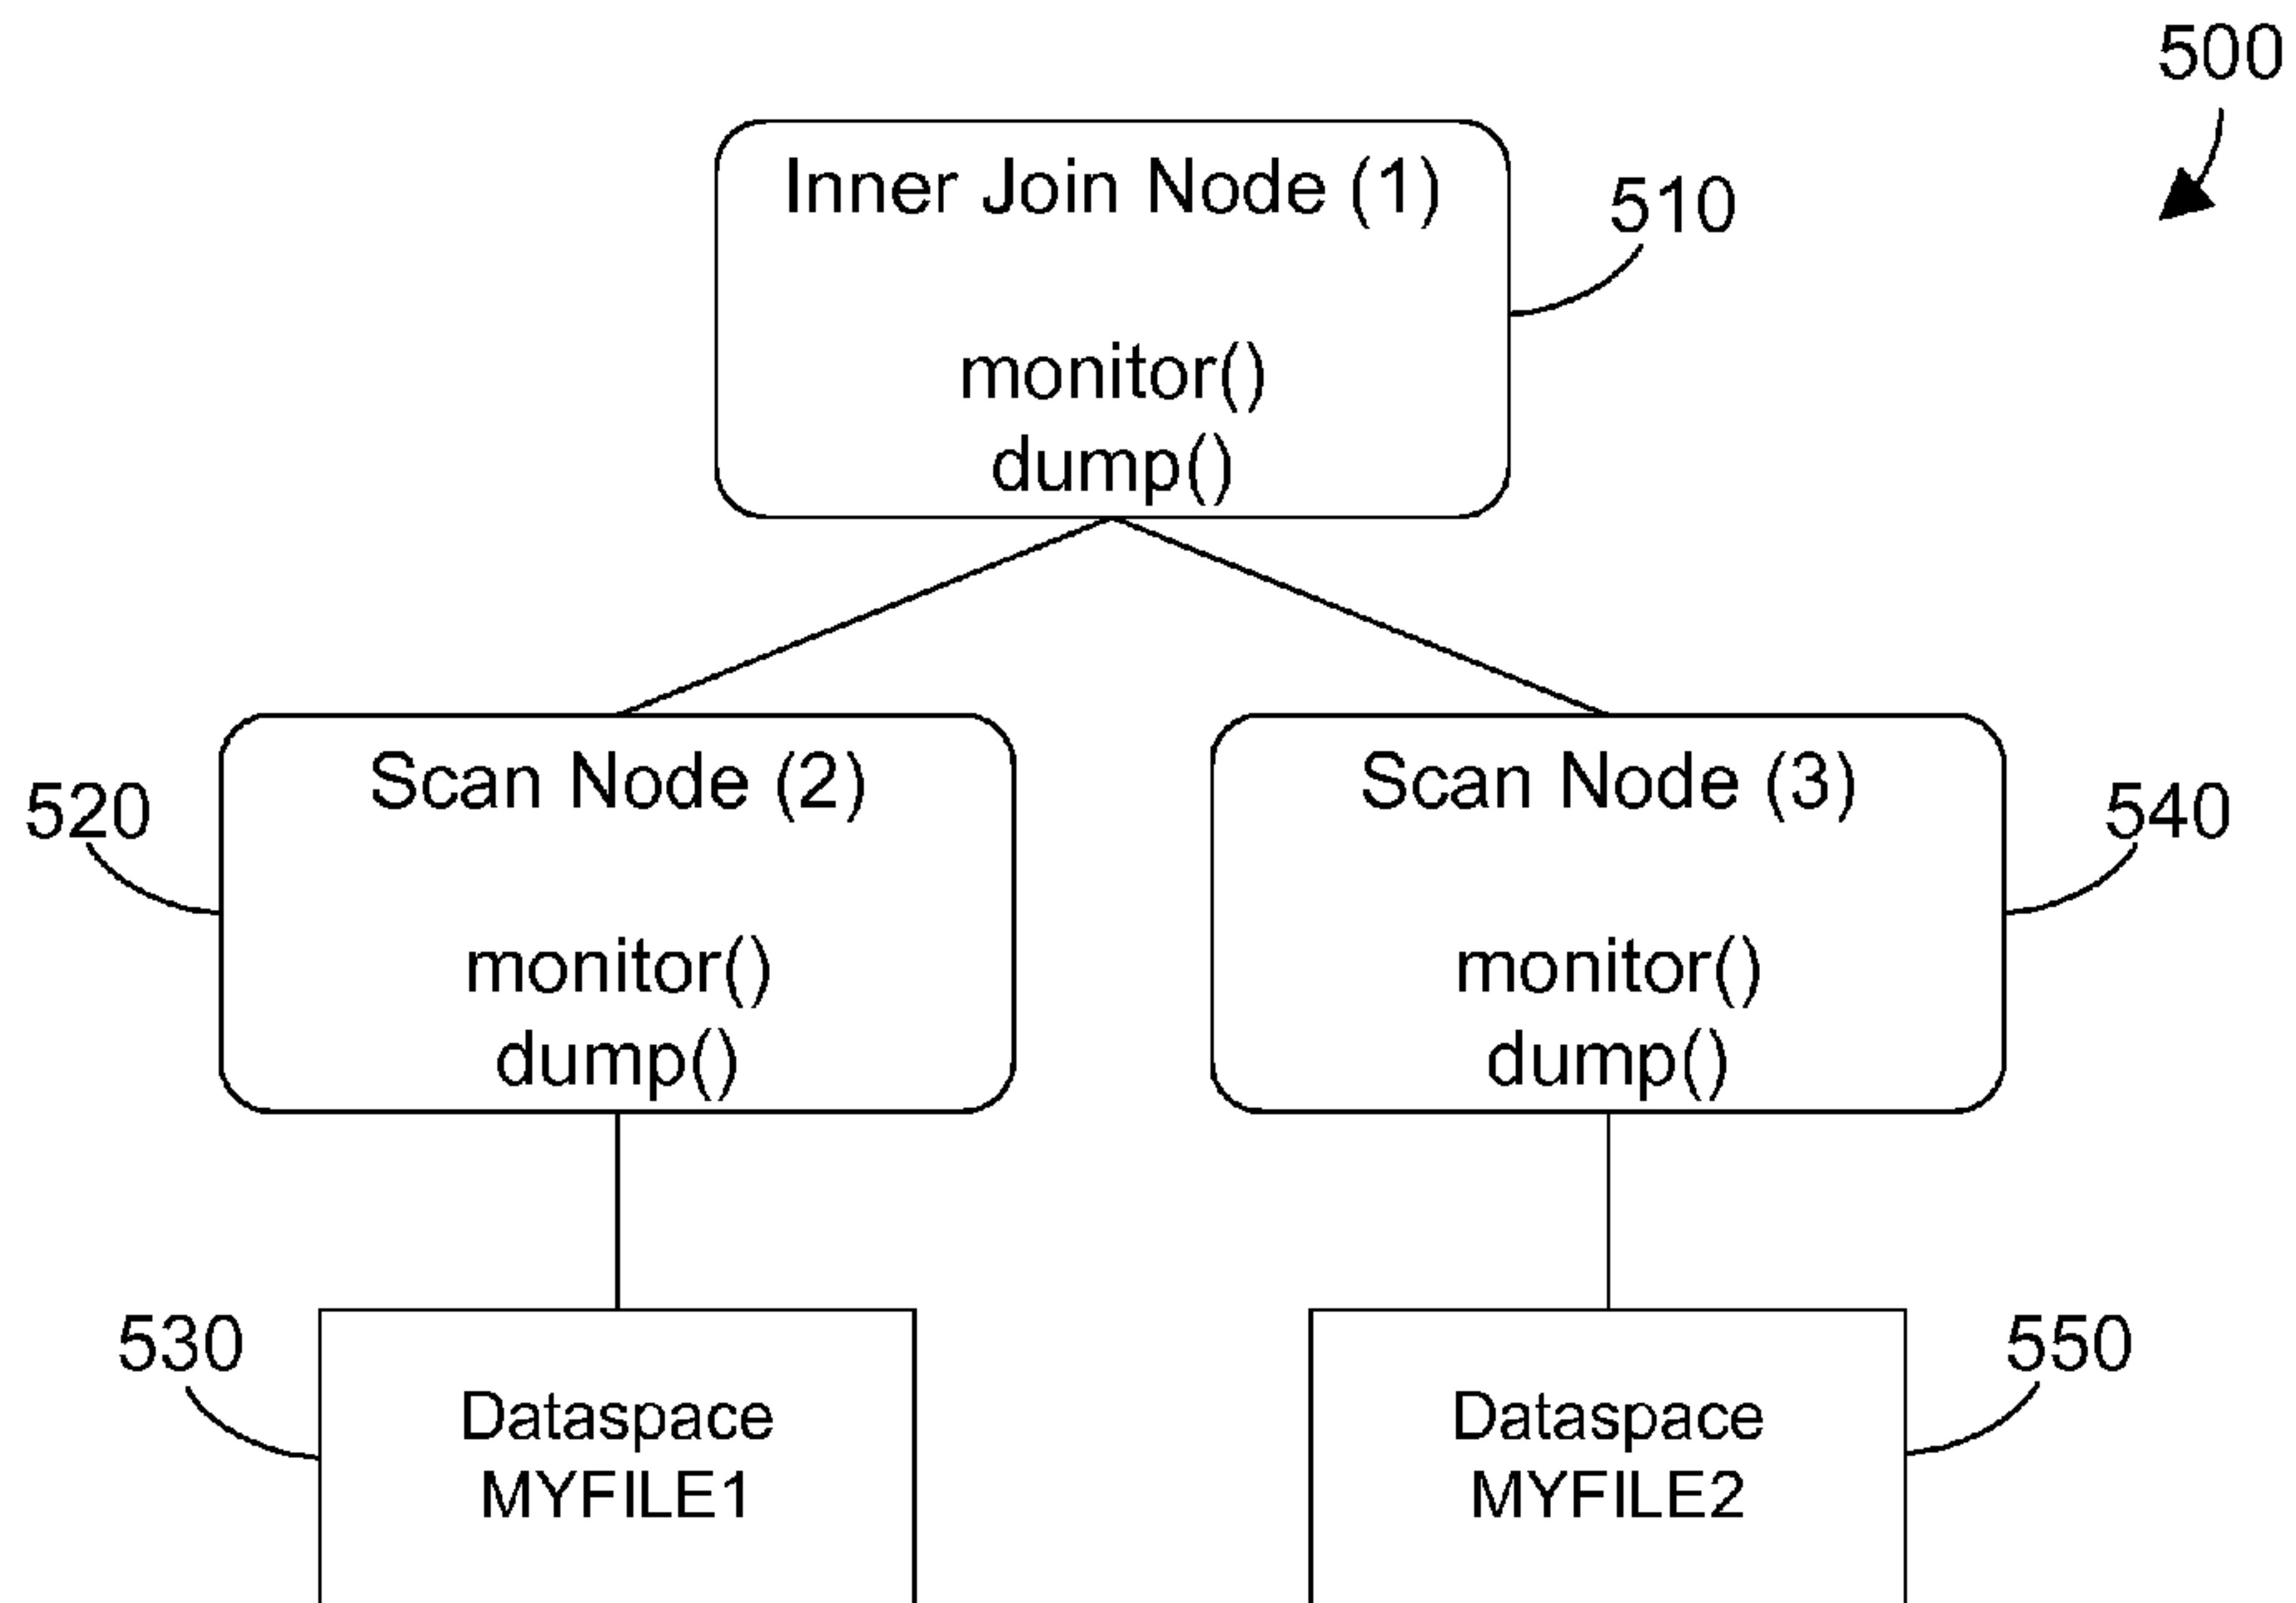 500
Inner Join Node (1)
510
monitor()
dump()
Scan Node (2)
Scan Node (3)
520
540
monitor()
monitor()
dump()
dump()
530
550
Dataspace
MYFILE1
Dataspace
MYFILE2